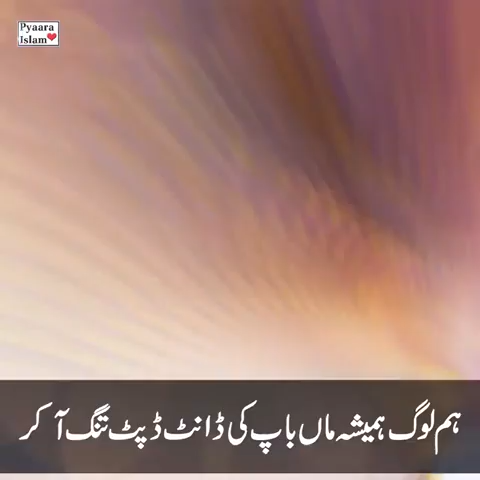 Pyaara
Islam❤
ہم لوگ ہمیشہ ماں باپ کی ڈانٹ ڈپٹ تنگ آ کر